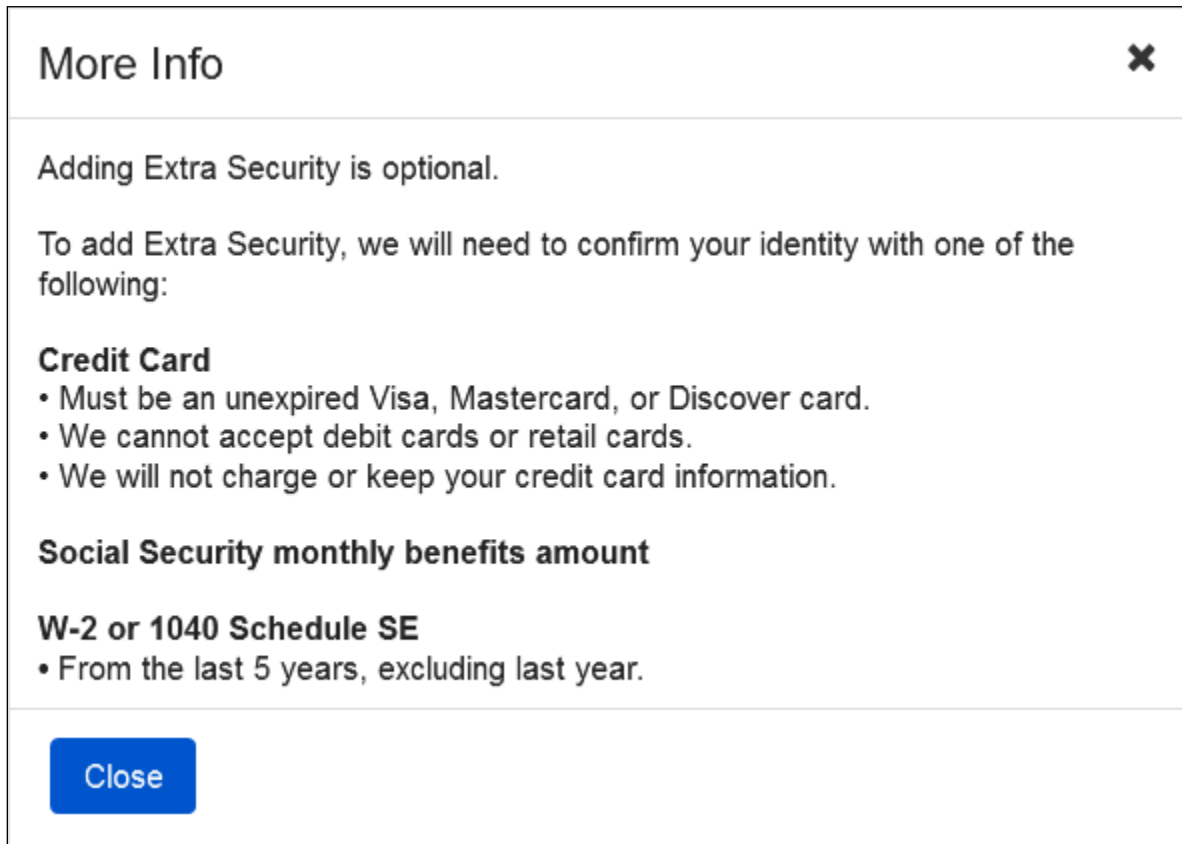 More Info
Adding Extra Security is optional.
To add Extra Security, we will need to confirm your identity with one of the
following:
Credit Card
• Must be an unexpired Visa, Mastercard, or Discover card.
• We cannot accept debit cards or retail cards.
• We will not charge or keep your credit card information.
Social Security monthly benefits amount
W-2 or 1040 Schedule SE
• From the last 5 years, excluding last year.
Close